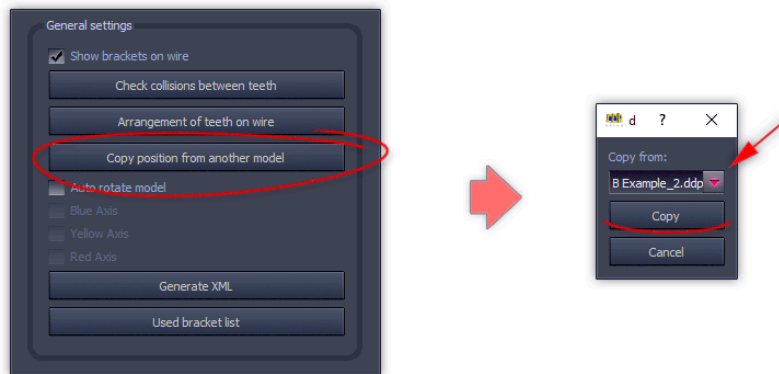 General settings
Show brackets on wire
Check collisions between teeth
Arrangement of teeth on wire
Copy position from another model
Auto rotate model
Blue Axis
Yellow Axis
Red Axis
Generate XML
Used bracket list
d ?
Copy from:
B Example_2.ddp
Copy
Cancel